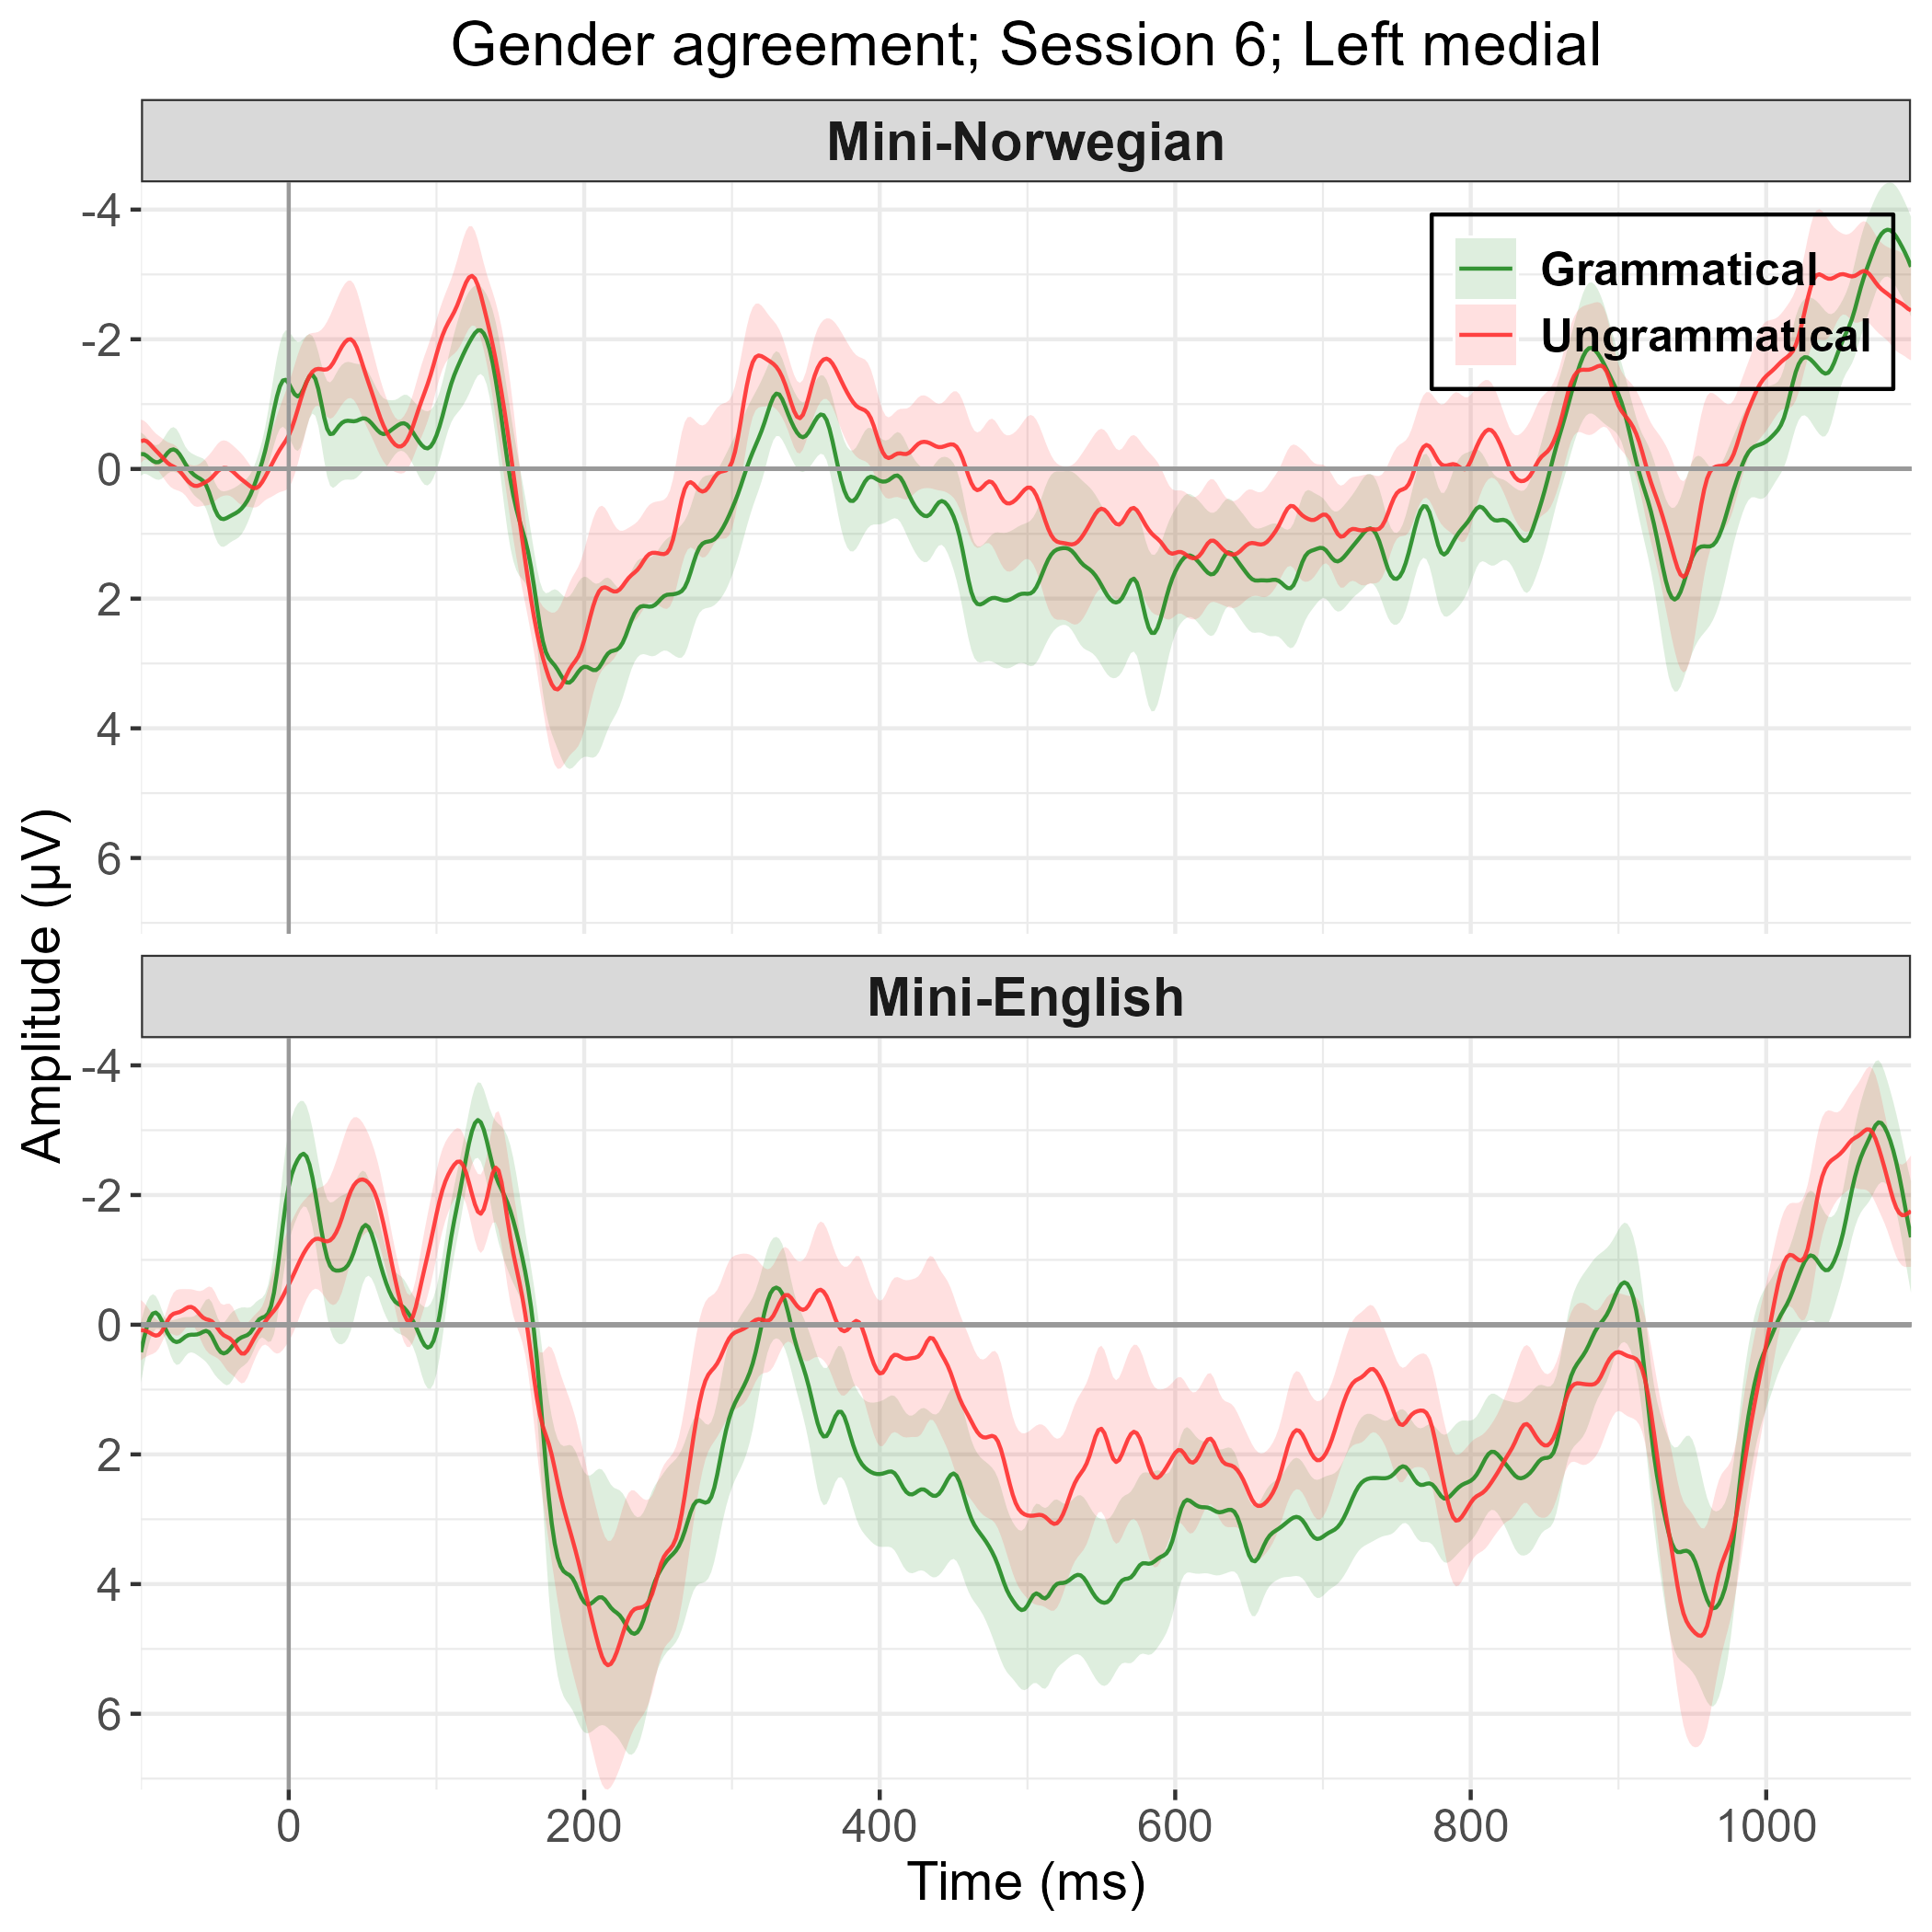 Gender agreement; Session 6; Left medial
Mini-Norwegian
-4
-2
0
2
4
6
Grammatical
Ungrammatical
Amplitude (µV)
Mini-English
-4
-2
0
2
4
6
0 200 400 600 800 1000
Time (ms)